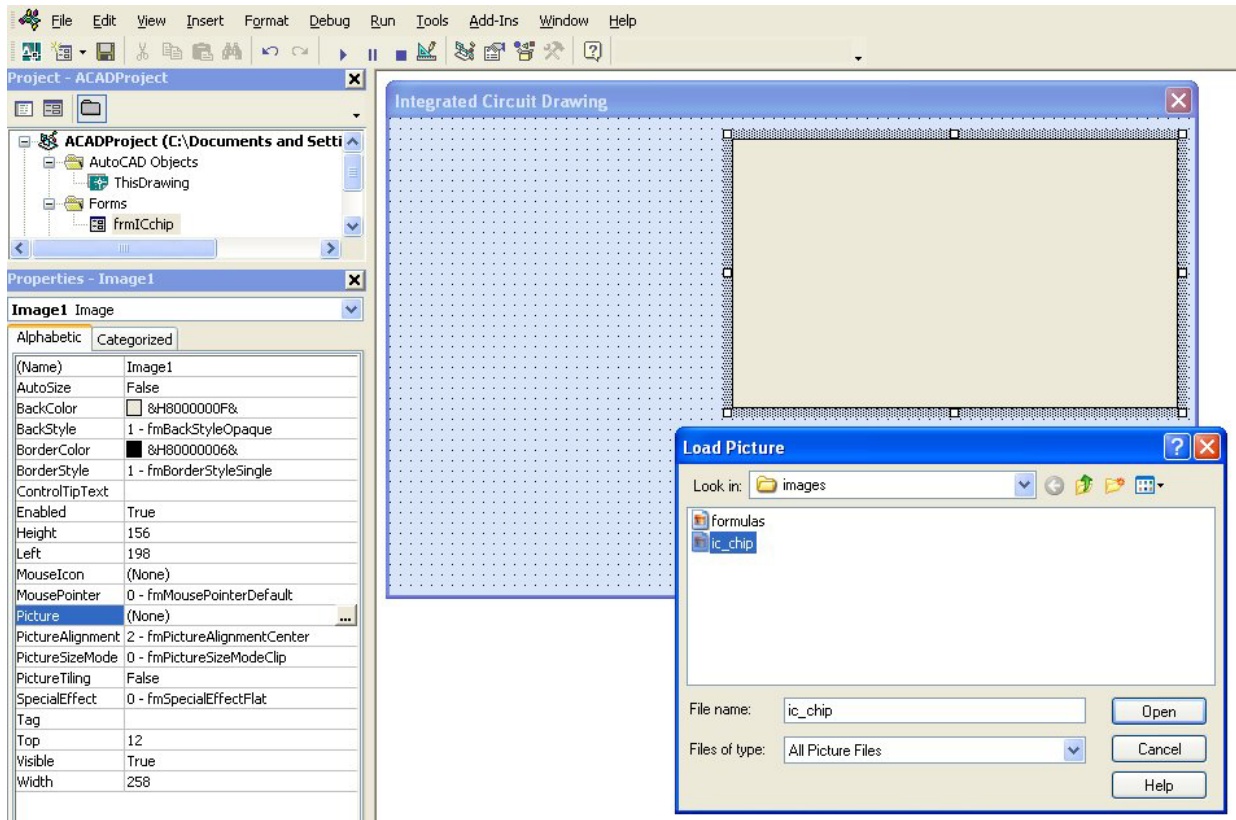 File Edit View Insert Format Debug Run Tools Add-Ins Window Help
Project - ACADProject
ACADProject (C:\Documents and Setti
AutoCAD Objects
ThisDrawing
Forms
frmICchip
Properties - Image1
Image1 Image
Alphabetic Categorized
(Name) Image1
AutoSize False
BackColor &H8000000F&
BackStyle 1 - fmBackStyleOpaque
BorderColor &H80000006&
BorderStyle 1 - fmBorderStyleSingle
ControlTipText
Enabled True
Height 156
Left 198
MouseIcon (None)
MousePointer 0 - fmMousePointerDefault
Picture (None) ...
PictureAlignment 2 - fmPictureAlignmentCenter
PictureSizeMode 0 - fmPictureSizeModeClip
PictureTiling False
SpecialEffect 0 - fmSpecialEffectFlat
Tag
Top 12
Visible True
Width 258
Integrated Circuit Drawing
Load Picture
Look in: images
formulas
ic_chip
File name: ic_chip Open
Files of type: All Picture Files Cancel
Help